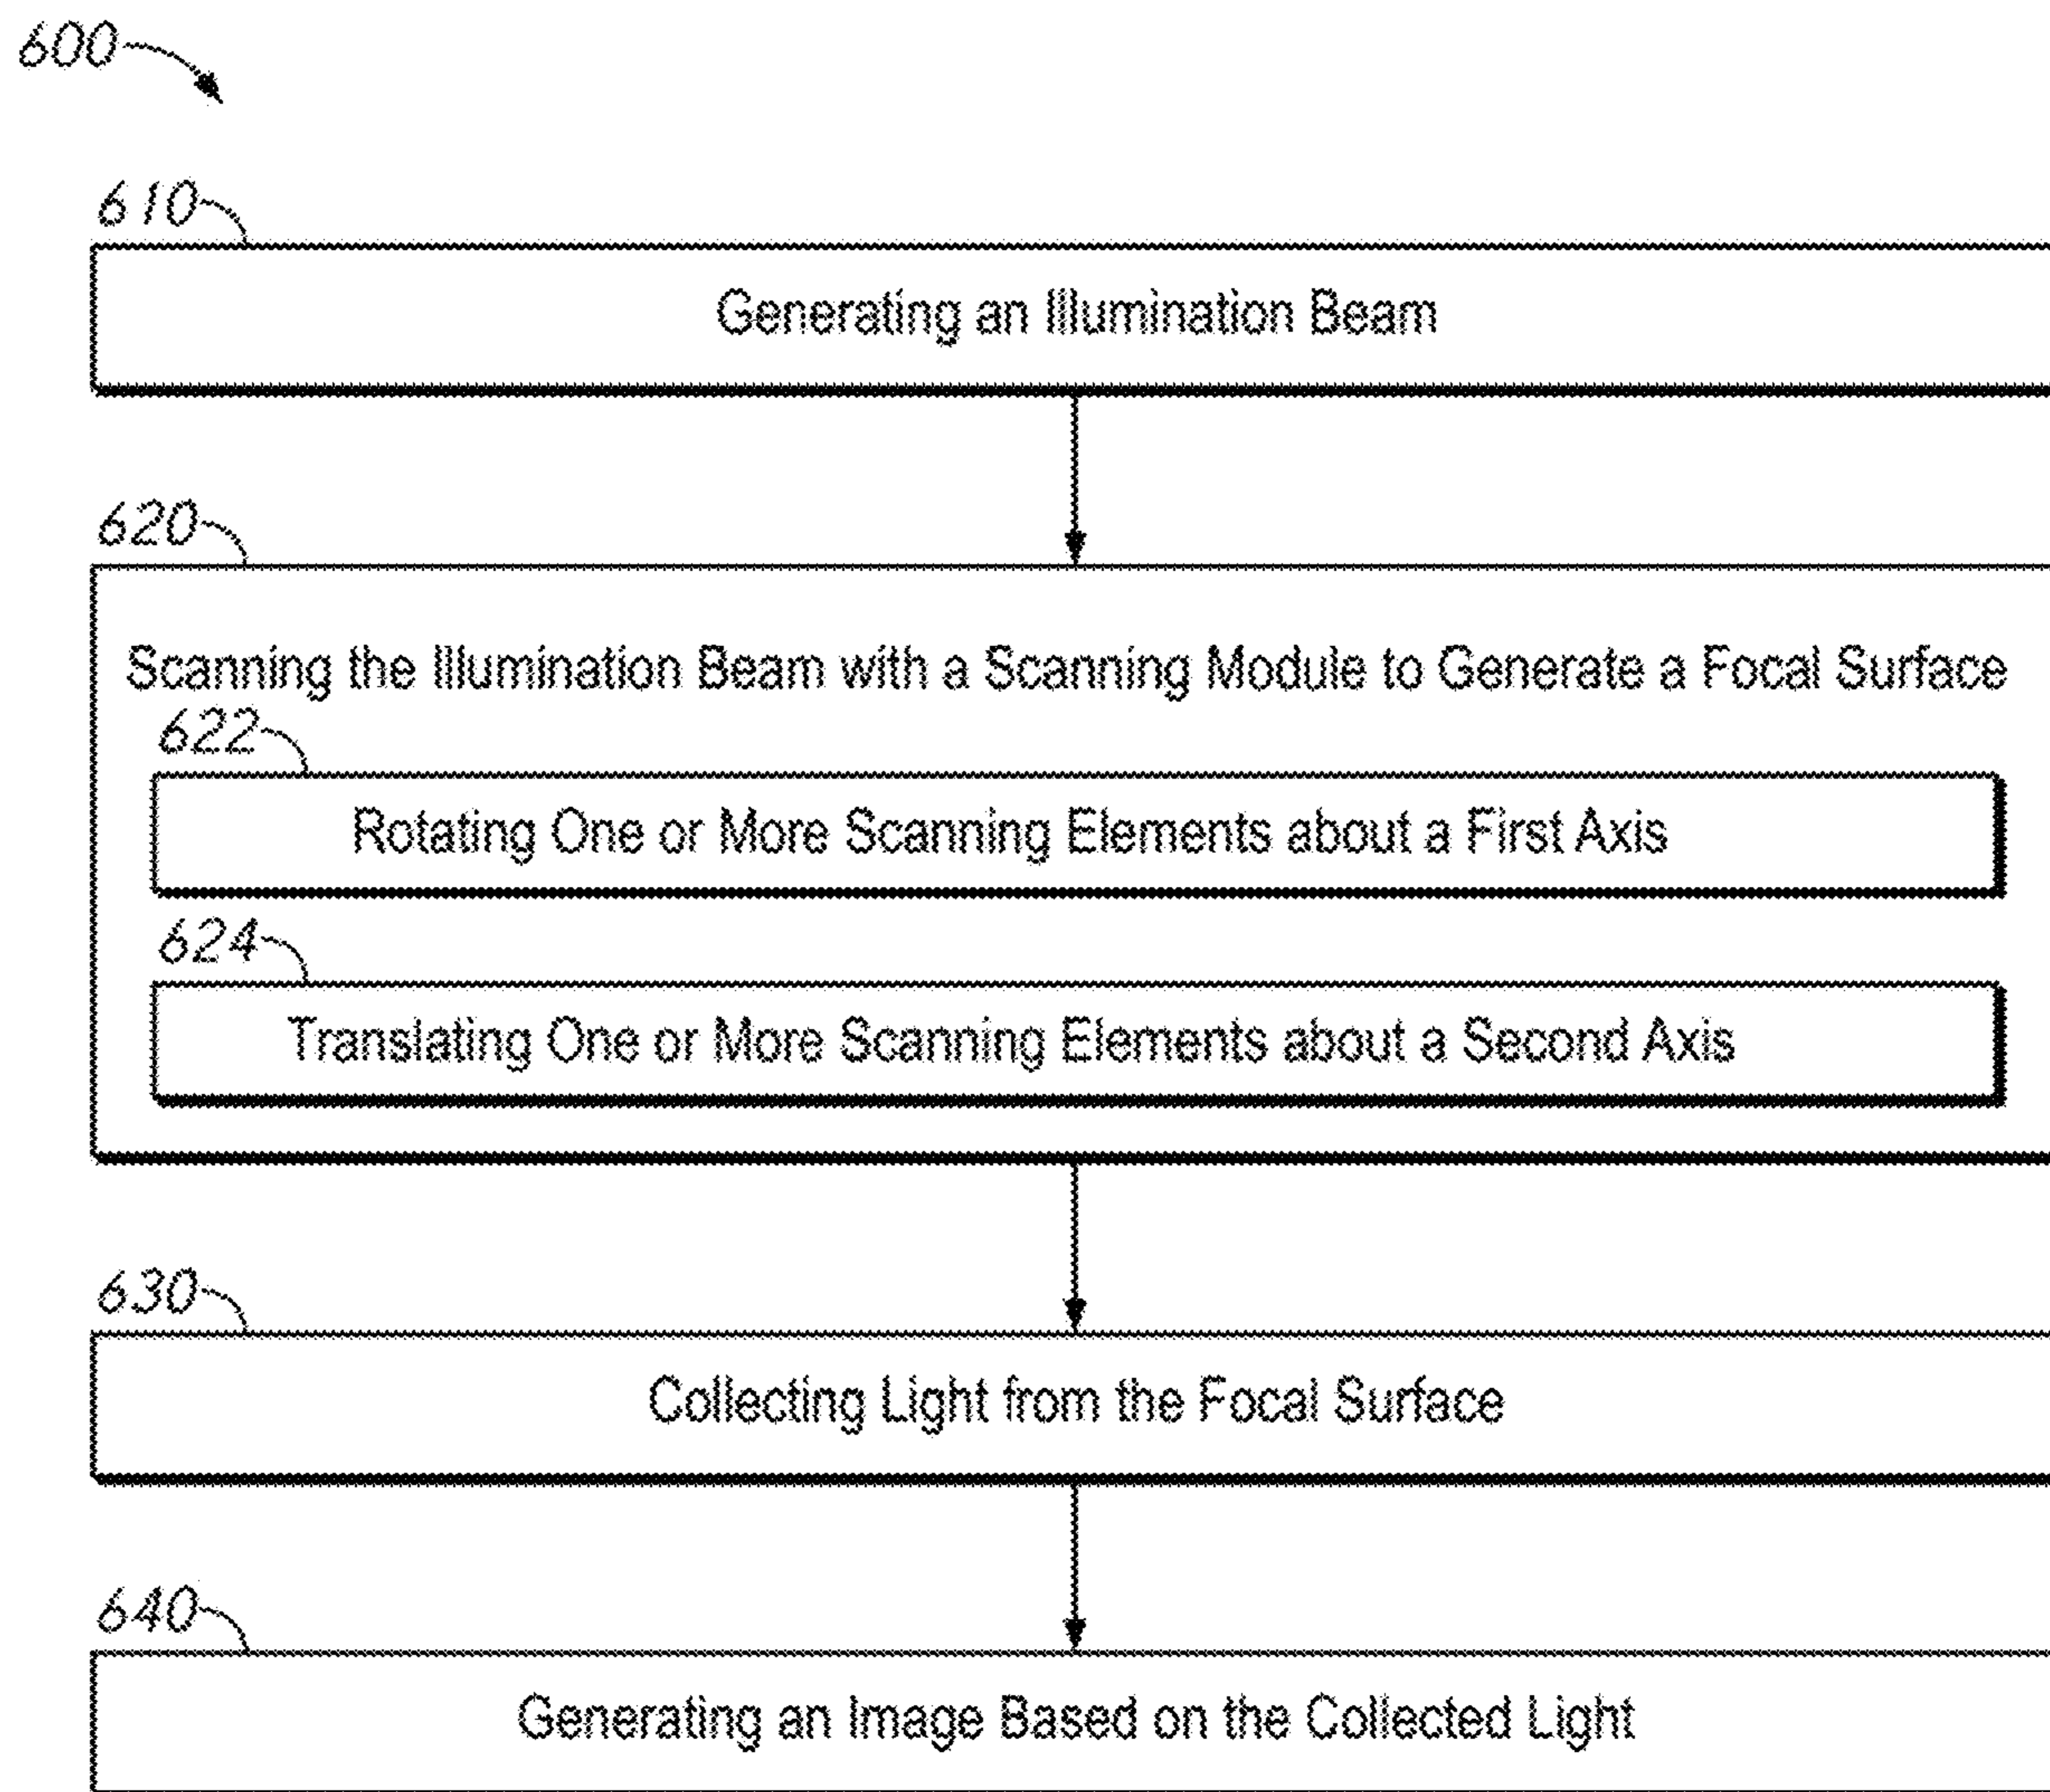 600
610
Generating an Illumination Beam
620
Scanning the Illumination Beam with a Scanning Module to Generate a Focal Surface
622
Rotating One or More Scanning Elements about a First Axis
624
Translating One or More Scanning Elements about a Second Axis
630
Collecting Light from the Focal Surface
640
Generating an Image Based on the Collected Light